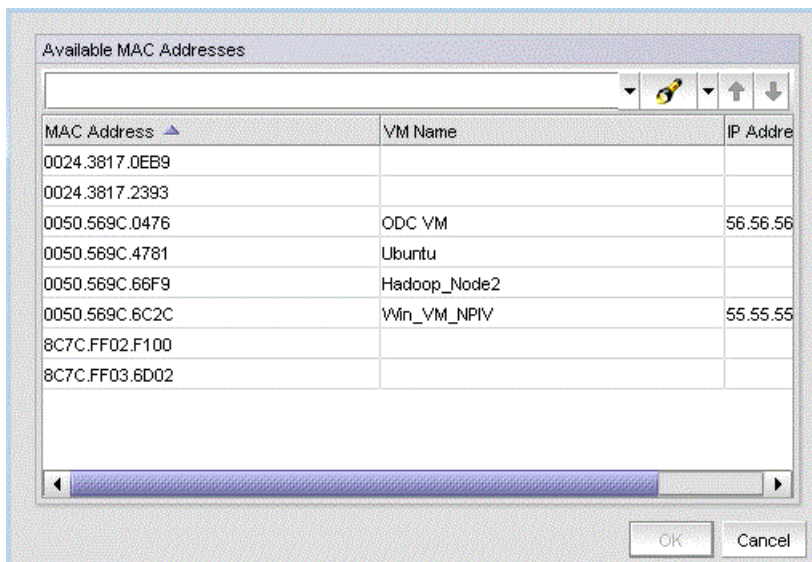 Available MAC Addresses
MAC Address VM Name IP Addre
0024.3817.0EB9
0024.3817.2393
0050.569C.0476 ODC VM 56.56.56
0050.569C.4781 Ubuntu
0050.569C.66F9 Hadoop_Node2
0050.569C.6C2C Win_VM_NPIV 55.55.55
8C7C.FF02.F100
8C7C.FF03.6D02
OK Cancel